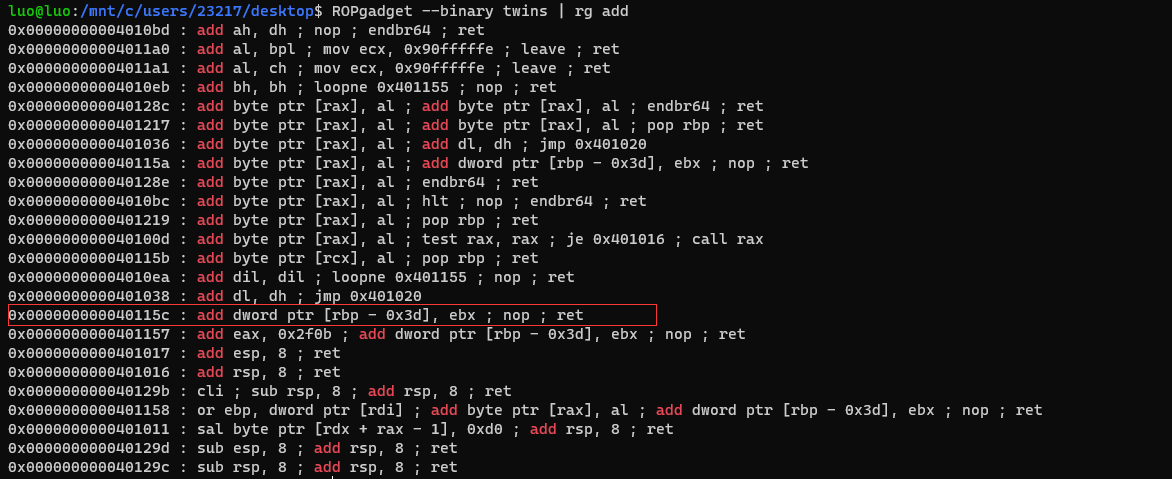 luo@luo:/mnt/c/users/23217/desktop$ ROPgadget --binary twins | rg add
0x00000000004010bd : add ah, dh ; nop ; endbr64 ; ret
0x00000000004011a0 : add al, bpl ; mov ecx, 0x90fffffe ; leave ; ret
0x00000000004011a1 : add al, ch ; mov ecx, 0x90fffffe ; leave ; ret
0x00000000004010eb : add bh, bh ; loopne 0x401155 ; nop ; ret
0x000000000040128c : add byte ptr [rax], al ; add byte ptr [rax], al ; endbr64 ; ret
0x0000000000401217 : add byte ptr [rax], al ; add byte ptr [rax], al ; pop rbp ; ret
0x0000000000401036 : add byte ptr [rax], al ; add dl, dh ; jmp 0x401020
0x000000000040115a : add byte ptr [rax], al ; add dword ptr [rbp - 0x3d], ebx ; nop ; ret
0x000000000040128e : add byte ptr [rax], al ; endbr64 ; ret
0x00000000004010bc : add byte ptr [rax], al ; hlt ; nop ; endbr64 ; ret
0x0000000000401219 : add byte ptr [rax], al ; pop rbp ; ret
0x000000000040100d : add byte ptr [rax], al ; test rax, rax ; je 0x401016 ; call rax
0x000000000040115b : add byte ptr [rcx], al ; pop rbp ; ret
0x00000000004010ea : add dil, dil ; loopne 0x401155 ; nop ; ret
0x0000000000401038 : add dl, dh ; jmp 0x401020
0x000000000040115c : add dword ptr [rbp - 0x3d], ebx ; nop ; ret
0x0000000000401157 : add eax, 0x2f0b ; add dword ptr [rbp - 0x3d], ebx ; nop ; ret
0x0000000000401017 : add esp, 8 ; ret
0x0000000000401016 : add rsp, 8 ; ret
0x000000000040129b : cli ; sub rsp, 8 ; add rsp, 8 ; ret
0x0000000000401158 : or ebp, dword ptr [rdi] ; add byte ptr [rax], al ; add dword ptr [rbp - 0x3d], ebx ; nop ; ret
0x0000000000401011 : sal byte ptr [rdx + rax - 1], 0xd0 ; add rsp, 8 ; ret
0x000000000040129d : sub esp, 8 ; add rsp, 8 ; ret
0x000000000040129c : sub rsp, 8 ; add rsp, 8 ; ret